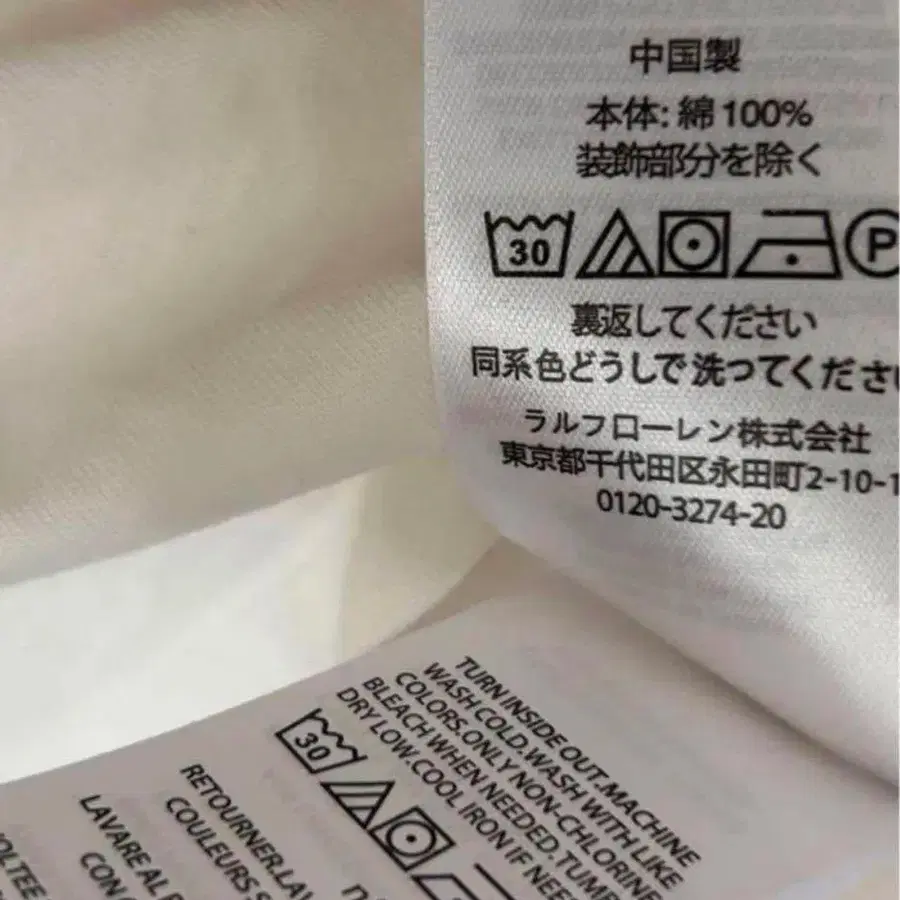 中国製
本体: 綿 100%
装飾部分を除く
30
P
裏返してください
同系色どうしで 洗ってくださ
ラルフローレン株式会社
東京都千代田区永田町2-10-1
0120-3274-20
TURN INSIDE OUT.MACHINE
WASH COLD.WASH WITH LIKE
COLORS.ONLY NON-CHLORINE
BLEACH WHEN NEEDED.TUMB
DRY LOW.COOL IRON IF NEE
30
RETOURNER.LAV
COULEURS
LAVARE AL
CON